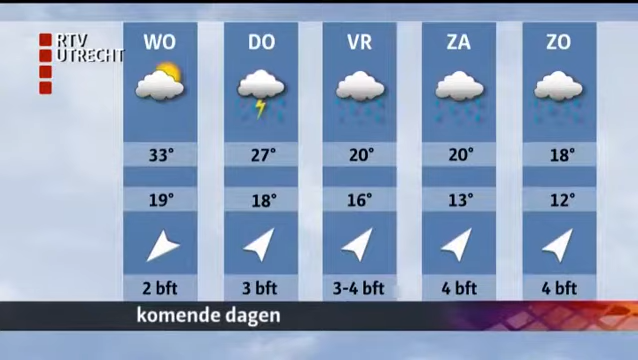 RTV
UTRECHT
WO DO VR ZA ZO
33° 27° 20° 20° 18°
19° 18° 16° 13° 12°
2 bft 3 bft 3-4 bft 4 bft 4 bft
komende dagen